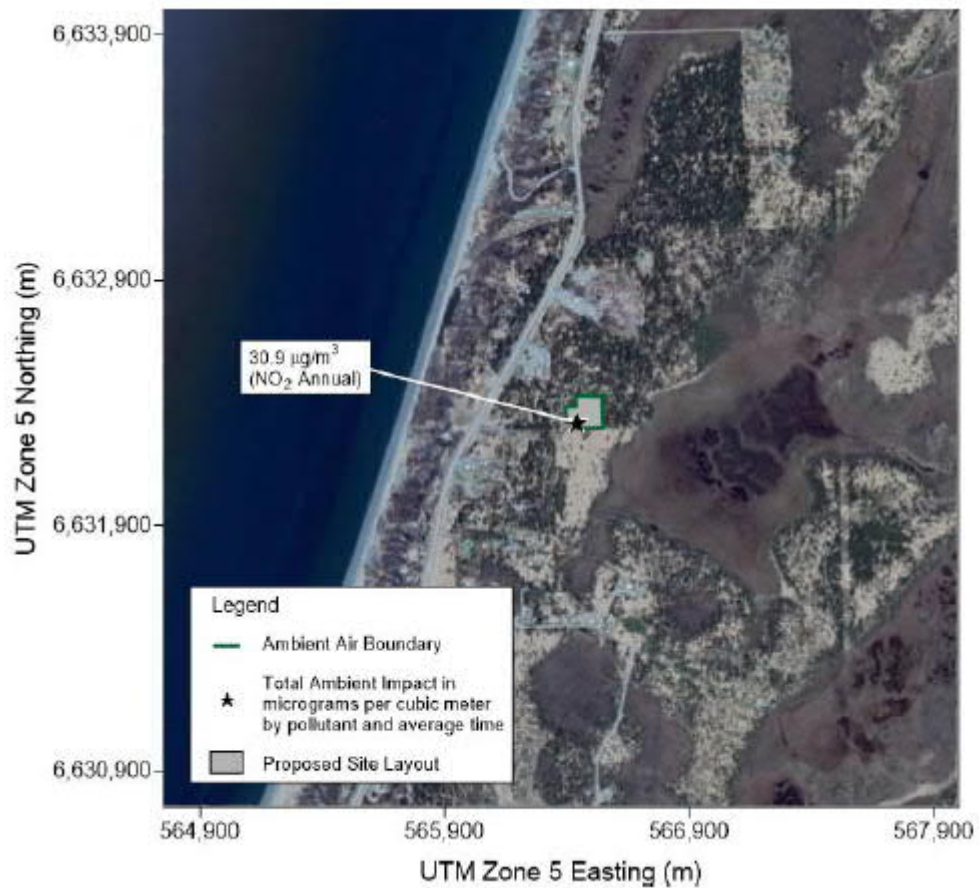 6,633,900
6,632,900
6,631,900
6,630,900
UTM Zone 5 Northing (m)
30.9 µg/m³
(NO₂ Annual)
Legend
Ambient Air Boundary
Total Ambient Impact in
micrograms per cubic meter
by pollutant and average time
Proposed Site Layout
564,900
565,900
566,900
567,900
UTM Zone 5 Easting (m)